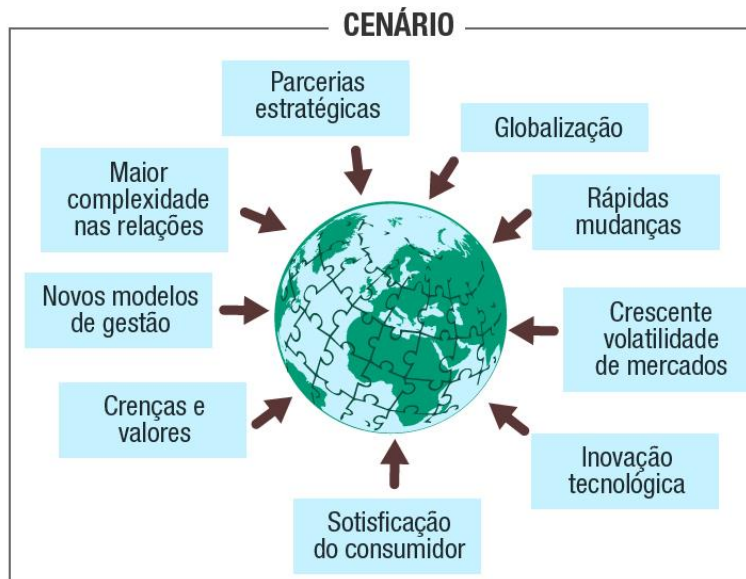 CENÁRIO
Parcerias
estratégicas
Globalização
Maior
complexidade
nas relações
Rápidas
mudanças
Novos modelos
de gestão
Crescente
volatilidade
de mercados
Crenças e
valores
Inovação
tecnológica
Sotisficação
do consumidor